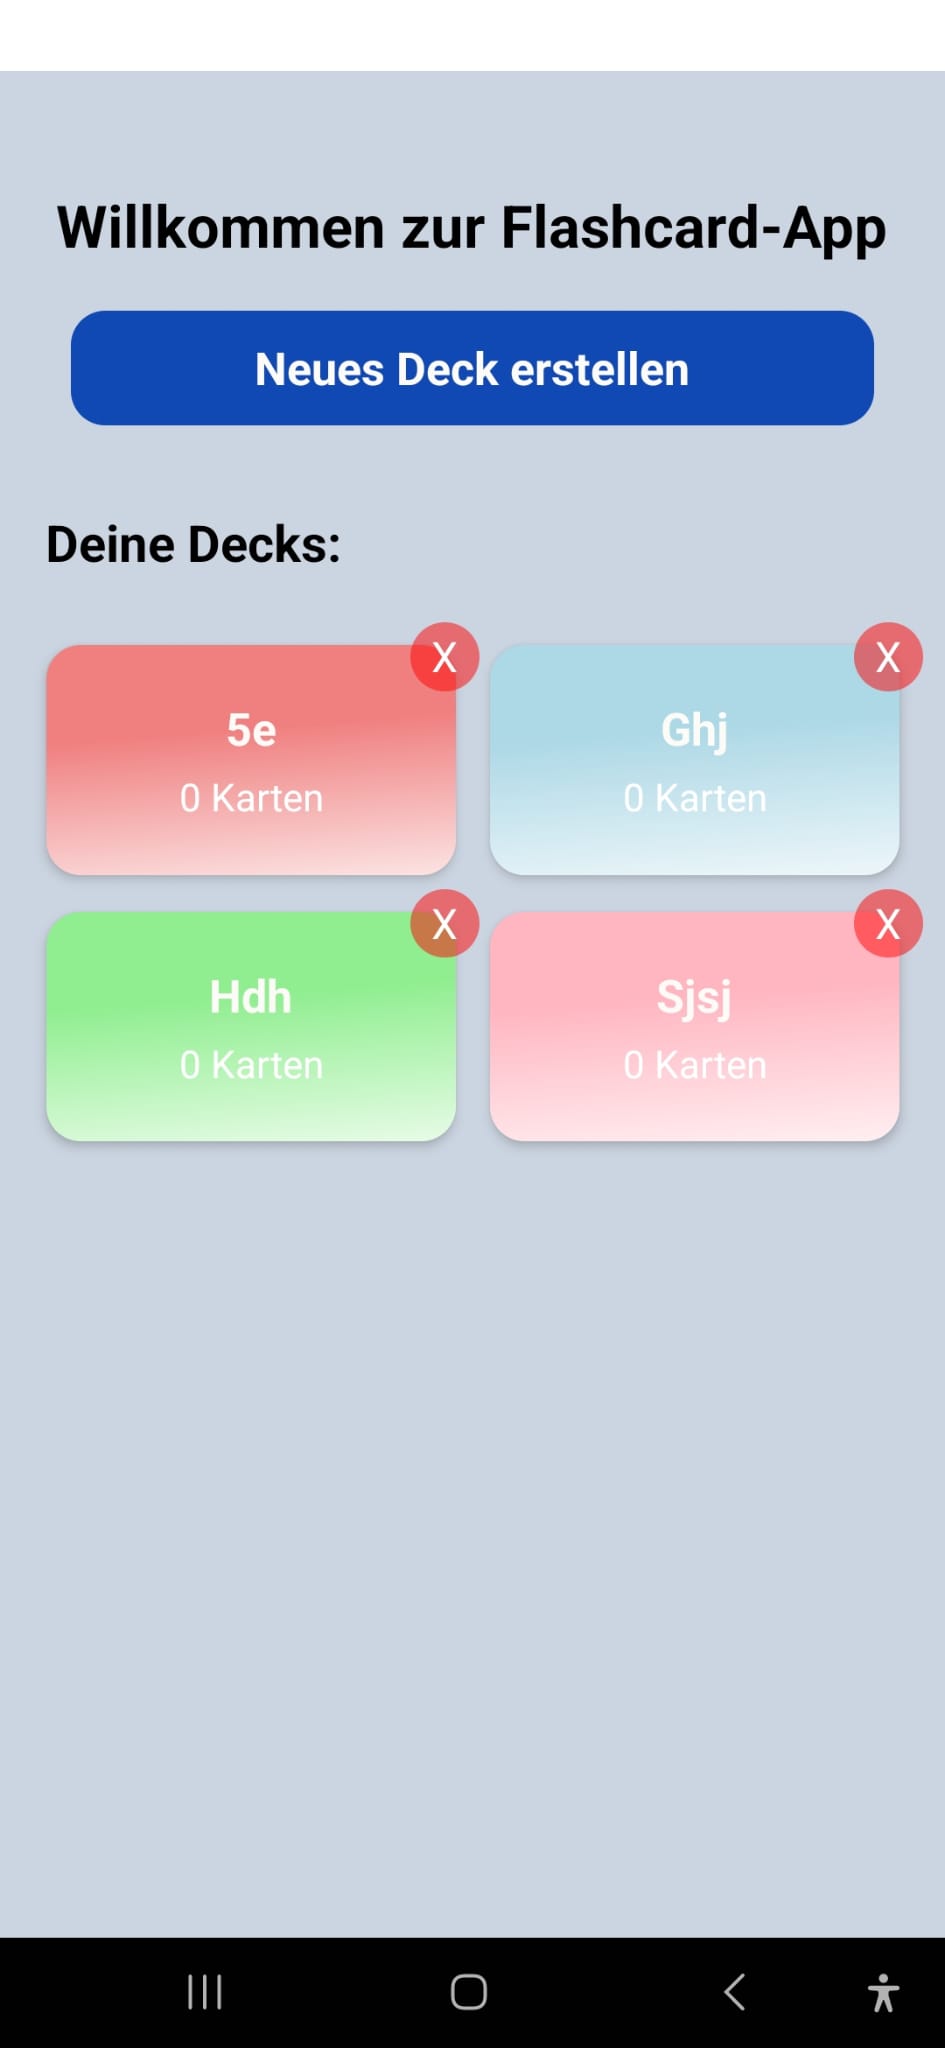 Willkommen zur Flashcard-App
Neues Deck erstellen
Deine Decks:
X
X
5e
Ghj
0 Karten
0 Karten
X
X
Hdh
Sjsj
0 Karten
0 Karten